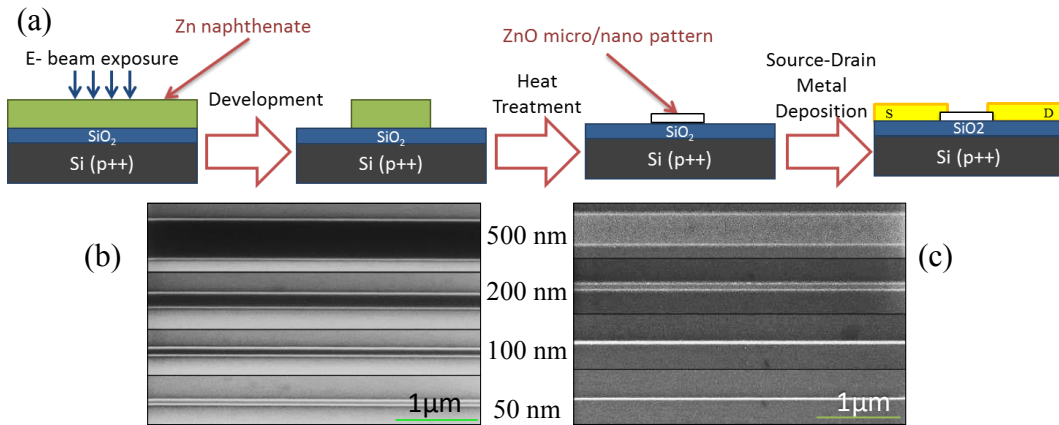 (a)
Zn naphthenate
E- beam exposure
SiO₂
Si (p++)
Development
SiO₂
Si (p++)
Heat
Treatment
ZnO micro/nano pattern
SiO₂
Si (p++)
Source-Drain
Metal
Deposition
S
D
SiO2
Si (p++)
(b)
1μm
500 nm
200 nm
100 nm
50 nm
(c)
1μm